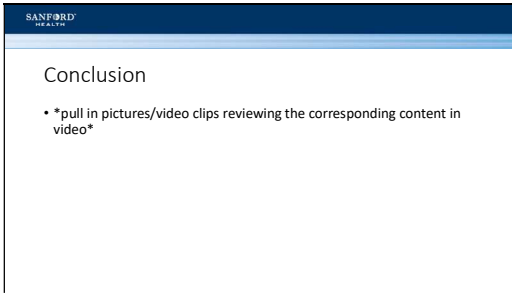 SANFORD
HEALTH
Conclusion
• *pull in pictures/video clips reviewing the corresponding content in
video*